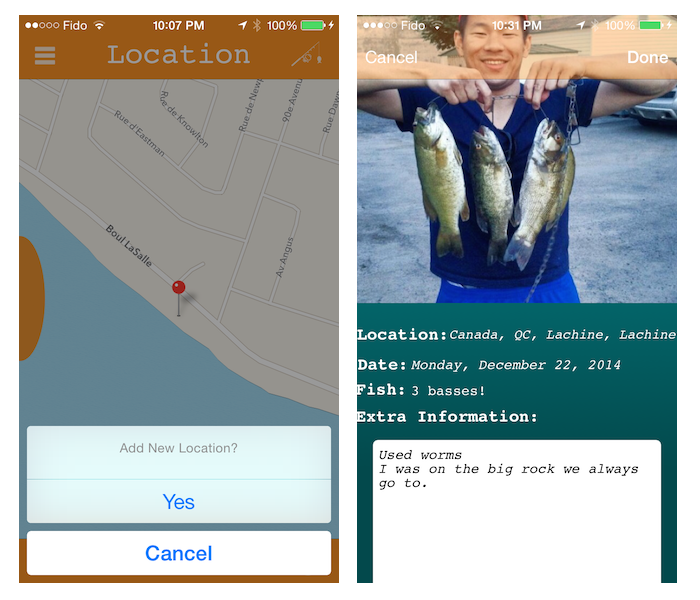 Fido 10:07 PM 100%
Location
Rue de Knowlton
Rue d'Eastman
90e Avenu
Rue de Newp
Rue Daw
Boul LaSalle
Av Angus
Add New Location?
Yes
Cancel
Fido 10:31 PM 100%
Cancel Done
Location: Canada, QC, Lachine, Lachine
Date: Monday, December 22, 2014
Fish: 3 basses!
Extra Information:
Used worms
I was on the big rock we always
go to.